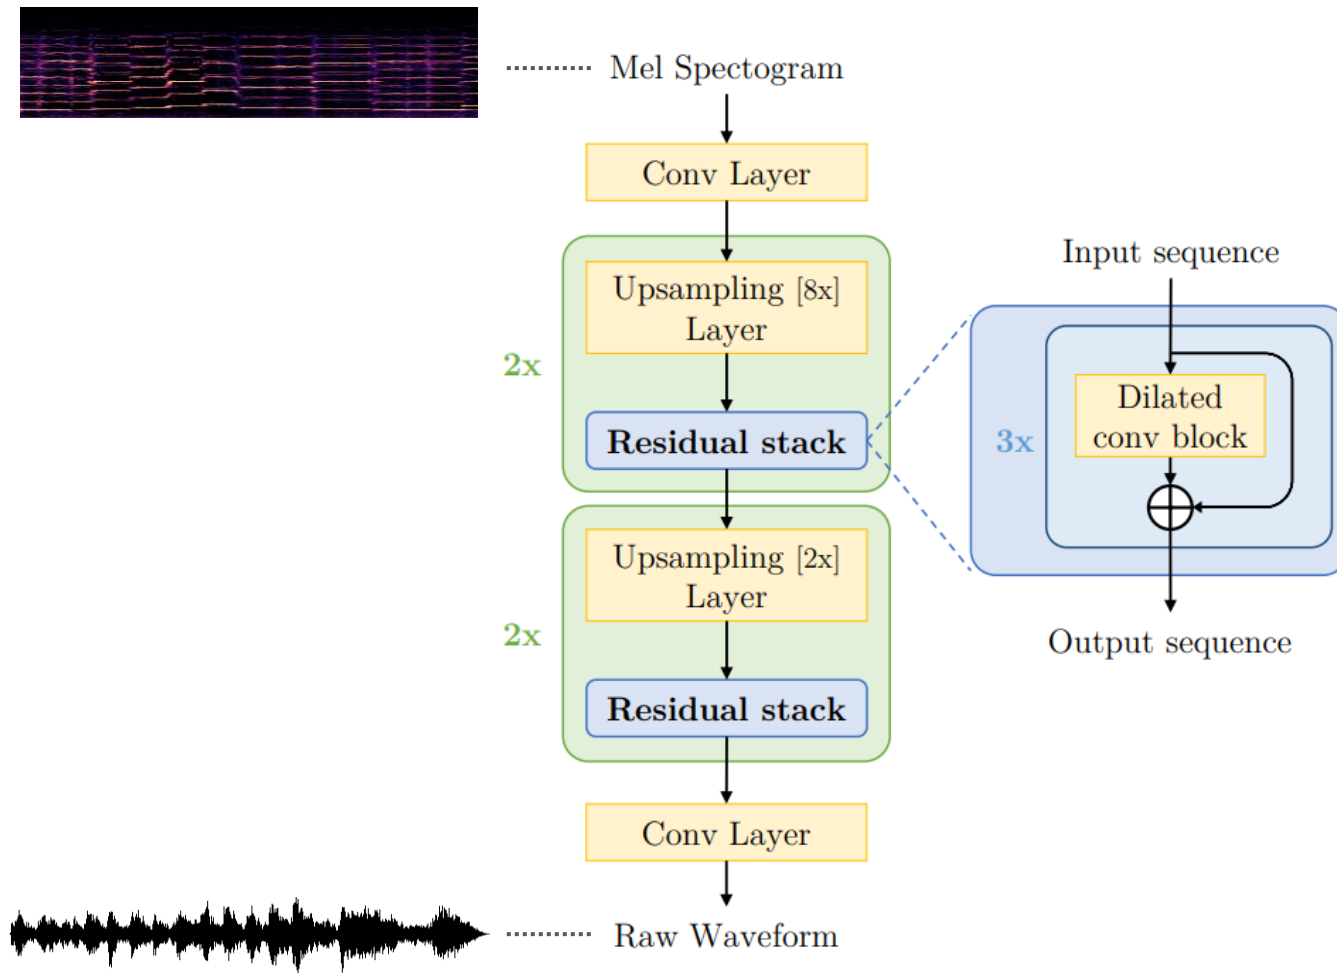 Mel Spectogram
Conv Layer
Upsampling [8x]
Layer
2x
Residual stack
Upsampling [2x]
Layer
2x
Residual stack
Conv Layer
Raw Waveform
Input sequence
Dilated
conv block
3x
Output sequence